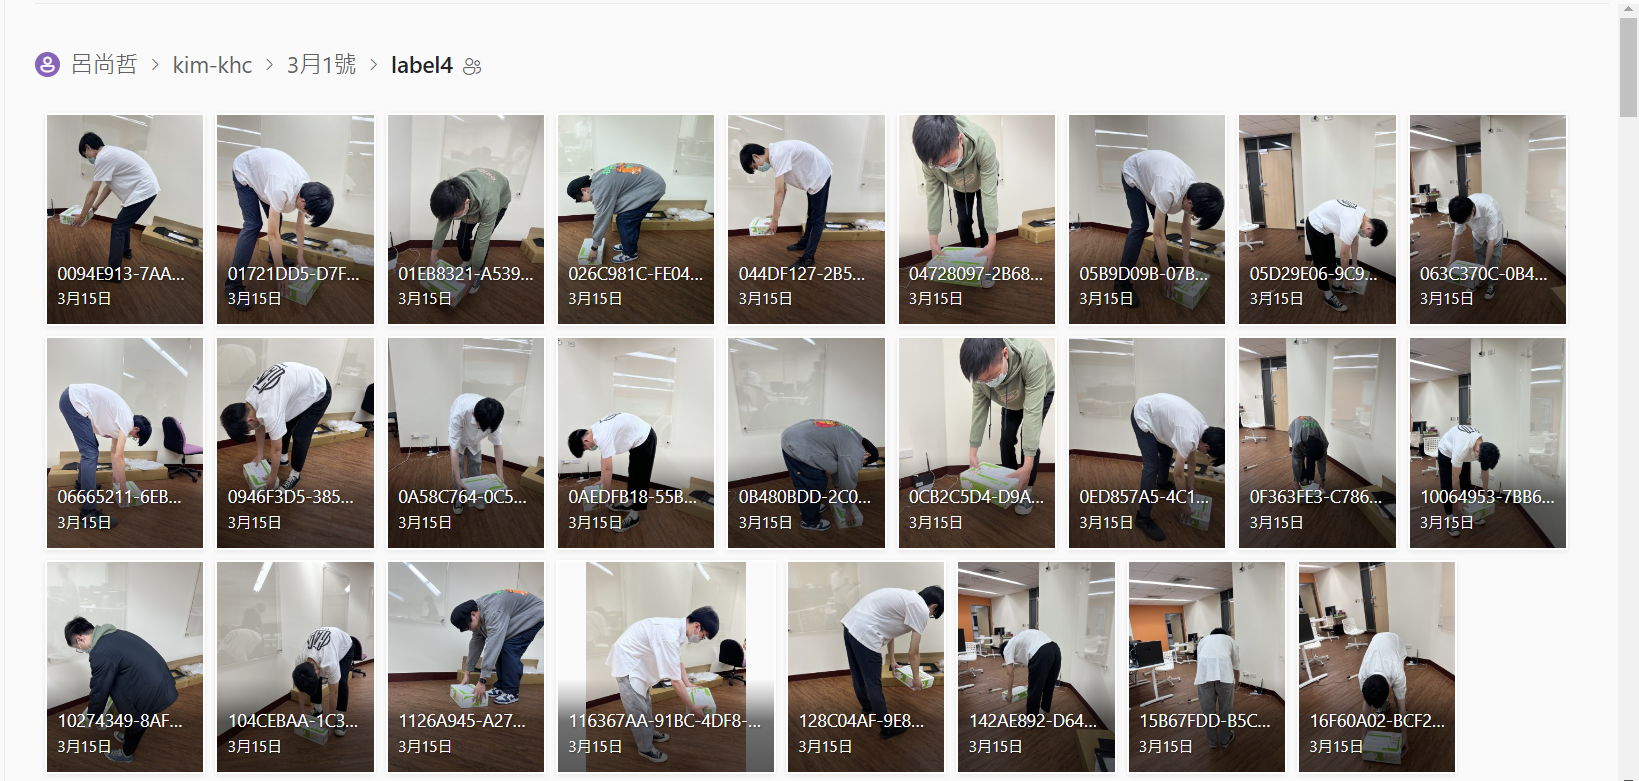 呂尚哲 > kim-khc > 3月1號 > label4
0094E913-7AA...
3月15日
01721DD5-D7F...
3月15日
01EB8321-A539...
3月15日
026C981C-FE04...
3月15日
044DF127-2B5...
3月15日
04728097-2B68...
3月15日
05B9D09B-07B...
3月15日
05D29E06-9C9...
3月15日
063C370C-0B4...
3月15日
06665211-6EB...
3月15日
0946F3D5-385...
3月15日
0A58C764-0C5...
3月15日
0AEDFB18-55B...
3月15日
0B480BDD-2C0...
3月15日
0CB2C5D4-D9A...
3月15日
0ED857A5-4C1...
3月15日
0F363FE3-C786...
3月15日
10064953-7BB6...
3月15日
10274349-8AF...
3月15日
104CEBAA-1C3...
3月15日
1126A945-A27...
3月15日
116367AA-91BC-4DF8-...
3月15日
128C04AF-9E8...
3月15日
142AE892-D64...
3月15日
15B67FDD-B5C...
3月15日
16F60A02-BCF2...
3月15日